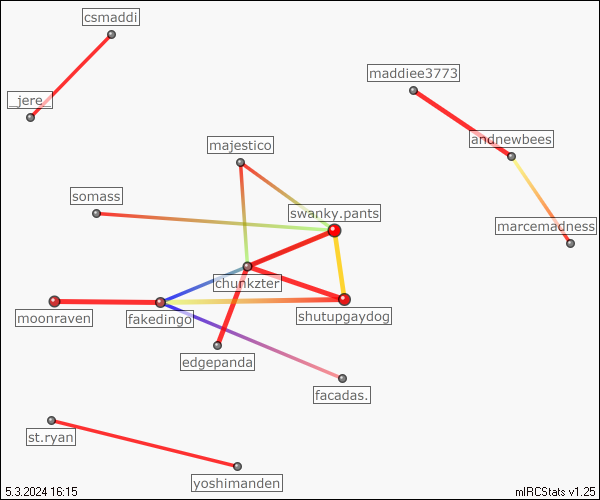 csmaddi
maddiee3773
_jere_
andnewbees
majestico
somass
swanky.pants
marcemadness
chunkzter
moonraven
fakedingo
shutupgaydog
edgepanda
facadas.
st.ryan
yoshimanden
5.3.2024 16:15
mIRCStats v1.25